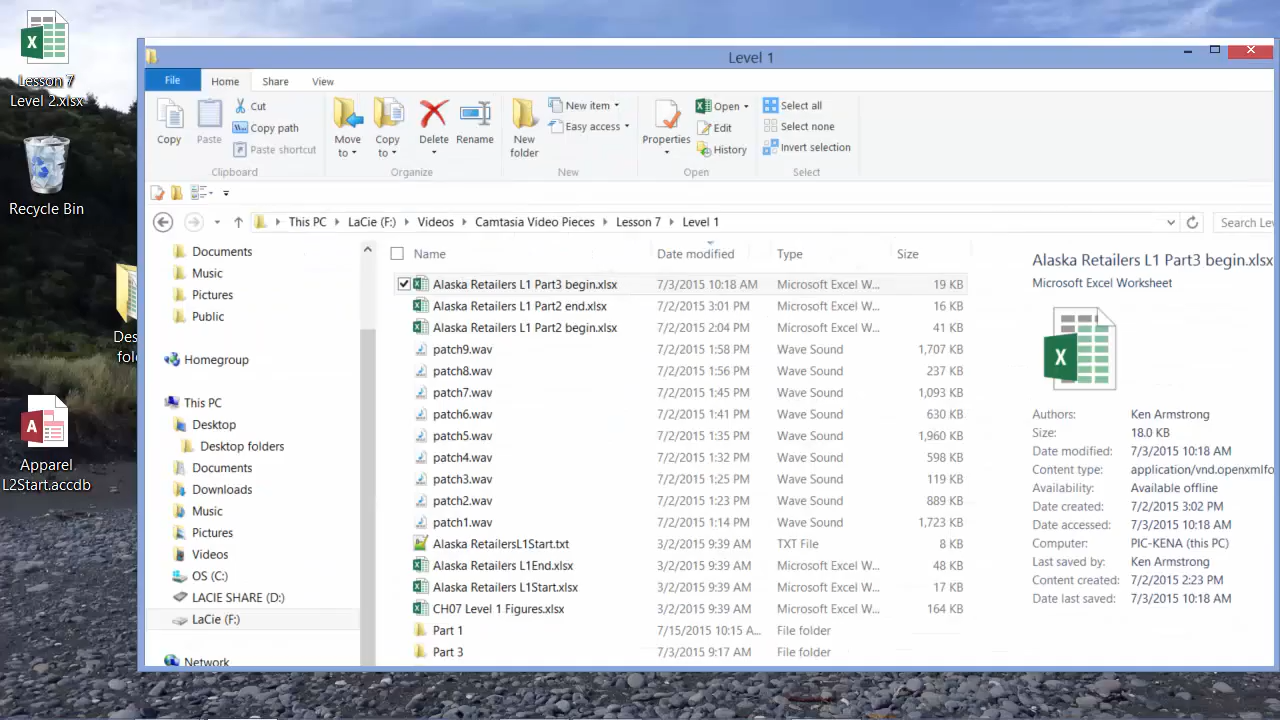 Lesson 7
Level 2.xlsx
Recycle Bin
Des
fol
Apparel
L2Start.accdb
Level 1
File Home Share View
Copy
Paste
Cut
Copy path
Paste shortcut
Clipboard
Move
to
Copy
to
Delete
Rename
Organize
New
folder
New item
Easy access
New
Properties
Open
Edit
History
Open
Select all
Select none
Invert selection
Select
This PC LaCie (F:) Videos Camtasia Video Pieces Lesson 7 Level 1
Search Lev
Documents
Music
Pictures
Public
Homegroup
This PC
Desktop
Desktop folders
Documents
Downloads
Music
Pictures
Videos
OS (C:)
LACIE SHARE (D:)
LaCie (F:)
Network
Name Date modified Type Size
Alaska Retailers L1 Part3 begin.xlsx 7/3/2015 10:18 AM Microsoft Excel W... 19 KB
Alaska Retailers L1 Part2 end.xlsx 7/2/2015 3:01 PM Microsoft Excel W... 16 KB
Alaska Retailers L1 Part2 begin.xlsx 7/2/2015 2:04 PM Microsoft Excel W... 41 KB
patch9.wav 7/2/2015 1:58 PM Wave Sound 1,707 KB
patch8.wav 7/2/2015 1:56 PM Wave Sound 237 KB
patch7.wav 7/2/2015 1:45 PM Wave Sound 1,093 KB
patch6.wav 7/2/2015 1:41 PM Wave Sound 630 KB
patch5.wav 7/2/2015 1:35 PM Wave Sound 1,960 KB
patch4.wav 7/2/2015 1:32 PM Wave Sound 598 KB
patch3.wav 7/2/2015 1:25 PM Wave Sound 119 KB
patch2.wav 7/2/2015 1:23 PM Wave Sound 889 KB
patch1.wav 7/2/2015 1:14 PM Wave Sound 1,723 KB
Alaska RetailersL1Start.txt 3/2/2015 9:39 AM TXT File 8 KB
Alaska Retailers L1End.xlsx 3/2/2015 9:39 AM Microsoft Excel W... 48 KB
Alaska Retailers L1Start.xlsx 3/2/2015 9:39 AM Microsoft Excel W... 17 KB
CH07 Level 1 Figures.xlsx 3/2/2015 9:39 AM Microsoft Excel W... 164 KB
Part 1 7/15/2015 10:15 A... File folder
Part 3 7/3/2015 9:17 AM File folder
Alaska Retailers L1 Part3 begin.xlsx
Microsoft Excel Worksheet
Authors: Ken Armstrong
Size: 18.0 KB
Date modified: 7/3/2015 10:18 AM
Content type: application/vnd.openxmlfo
Availability: Available offline
Date created: 7/2/2015 3:02 PM
Date accessed: 7/3/2015 10:18 AM
Computer: PIC-KENA (this PC)
Last saved by: Ken Armstrong
Content created: 7/2/2015 2:23 PM
Date last saved: 7/3/2015 10:18 AM